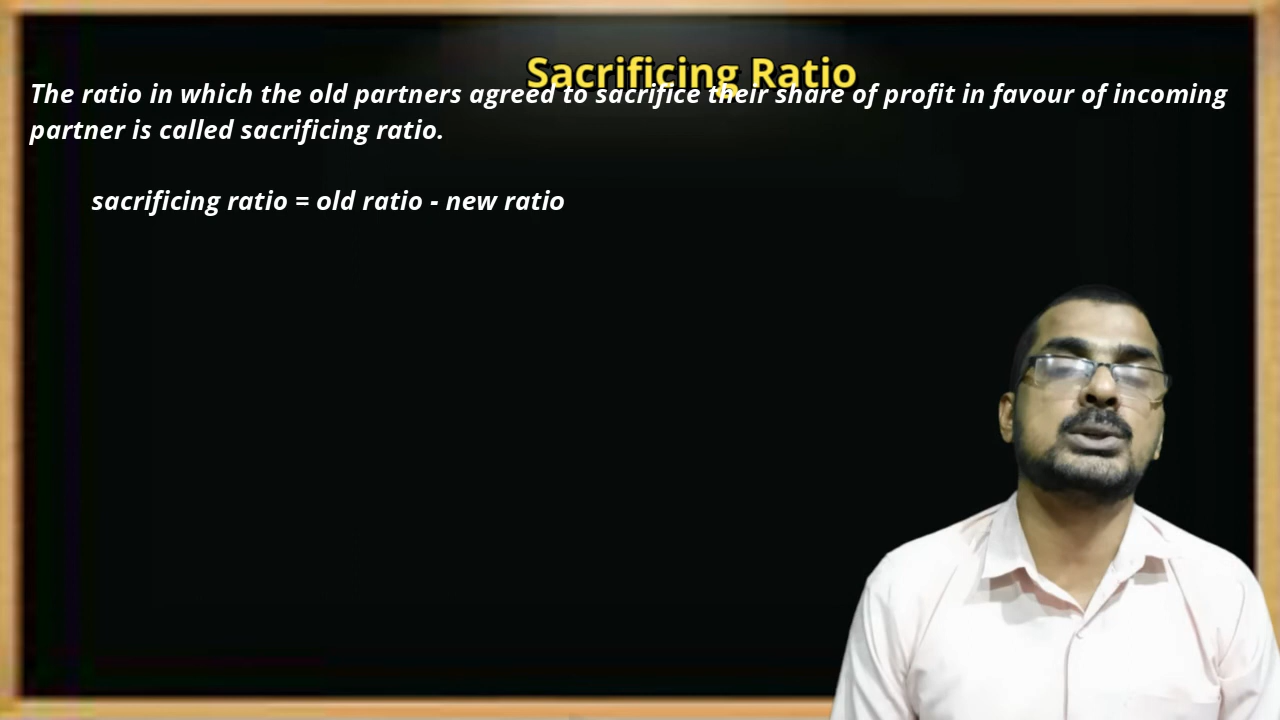 Sacrificing Ratio
The ratio in which the old partners agreed to sacrifice their share of profit in favour of incoming
partner is called sacrificing ratio.
sacrificing ratio = old ratio - new ratio